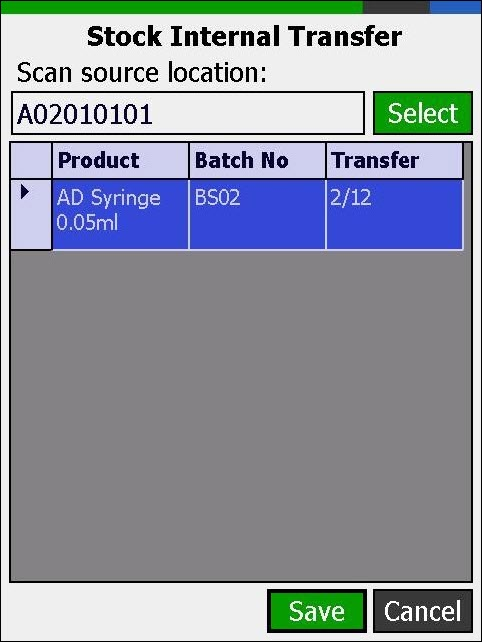 Stock Internal Transfer
Scan source location:
A02010101 Select
Product Batch No Transfer
AD Syringe BS02 2/12
0.05ml
Save Cancel